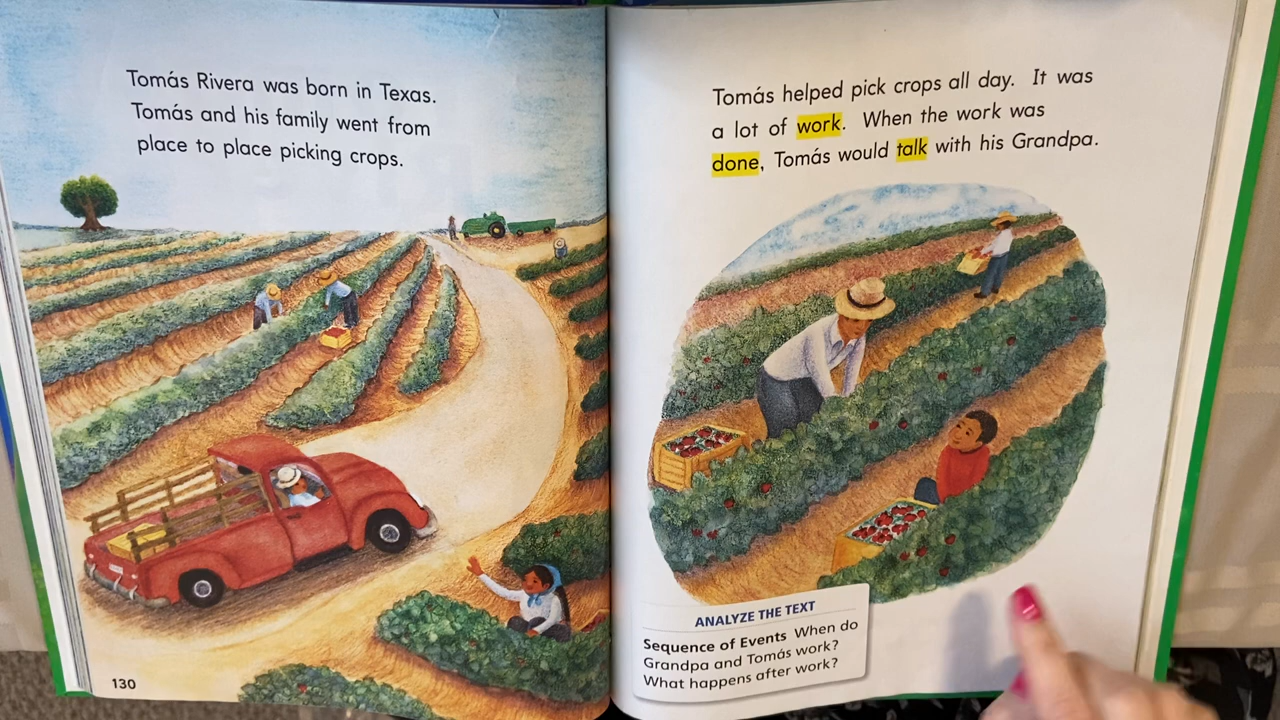 Tomás Rivera was born in Texas.
Tomás and his family went from
place to place picking crops.
130
Tomás helped pick crops all day. It was
a lot of work. When the work was
done, Tomás would talk with his Grandpa.
ANALYZE THE TEXT
Sequence of Events When do
Grandpa and Tomás work?
What happens after work?